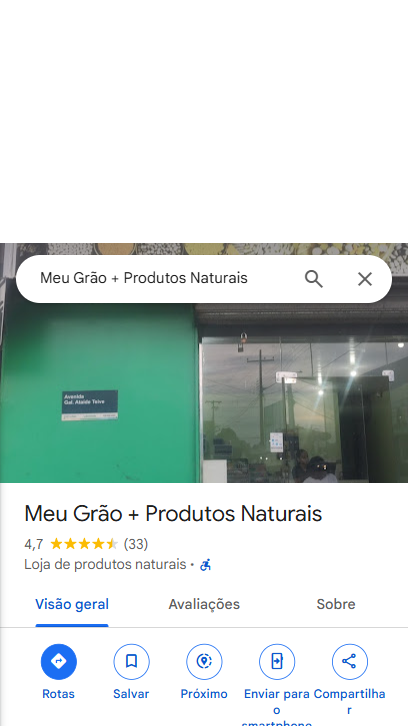 Meu Grão + Produtos Naturais
Avenida
Gal. Ataíde Teive
Meu Grão + Produtos Naturais
4,7 (33)
Loja de produtos naturais ·
Visão geral Avaliações Sobre
Rotas Salvar Próximo Enviar para o smartphone Compartilhar